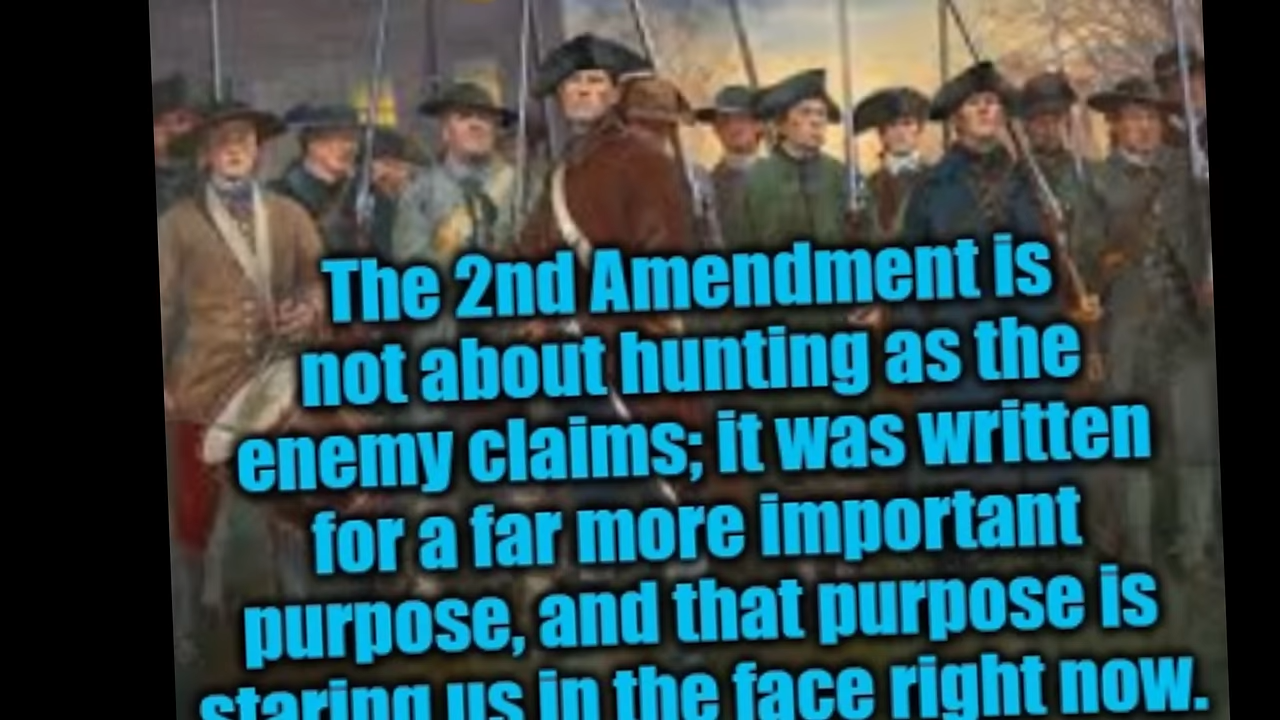 The 2nd Amendment is
not about hunting as the
enemy claims; it was written
for a far more important
purpose, and that purpose is
staring us in the face right now.